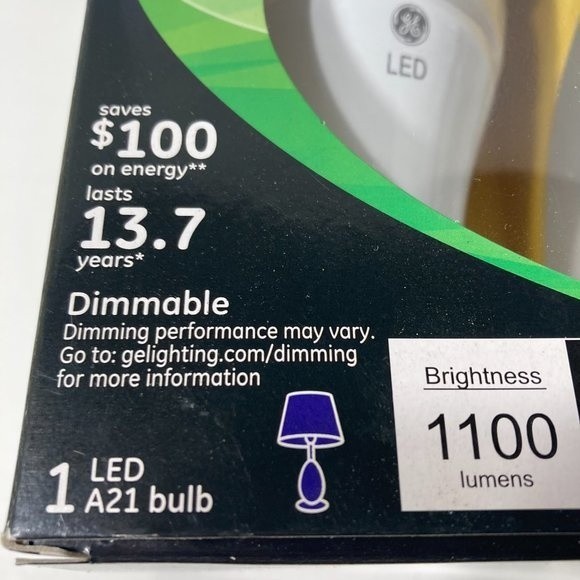 GE
LED
saves
$100
on energy**
lasts
13.7
years*
Dimmable
Dimming performance may vary.
Go to: gelighting.com/dimming
for more information
1 LED
A21 bulb
Brightness
1100
lumens